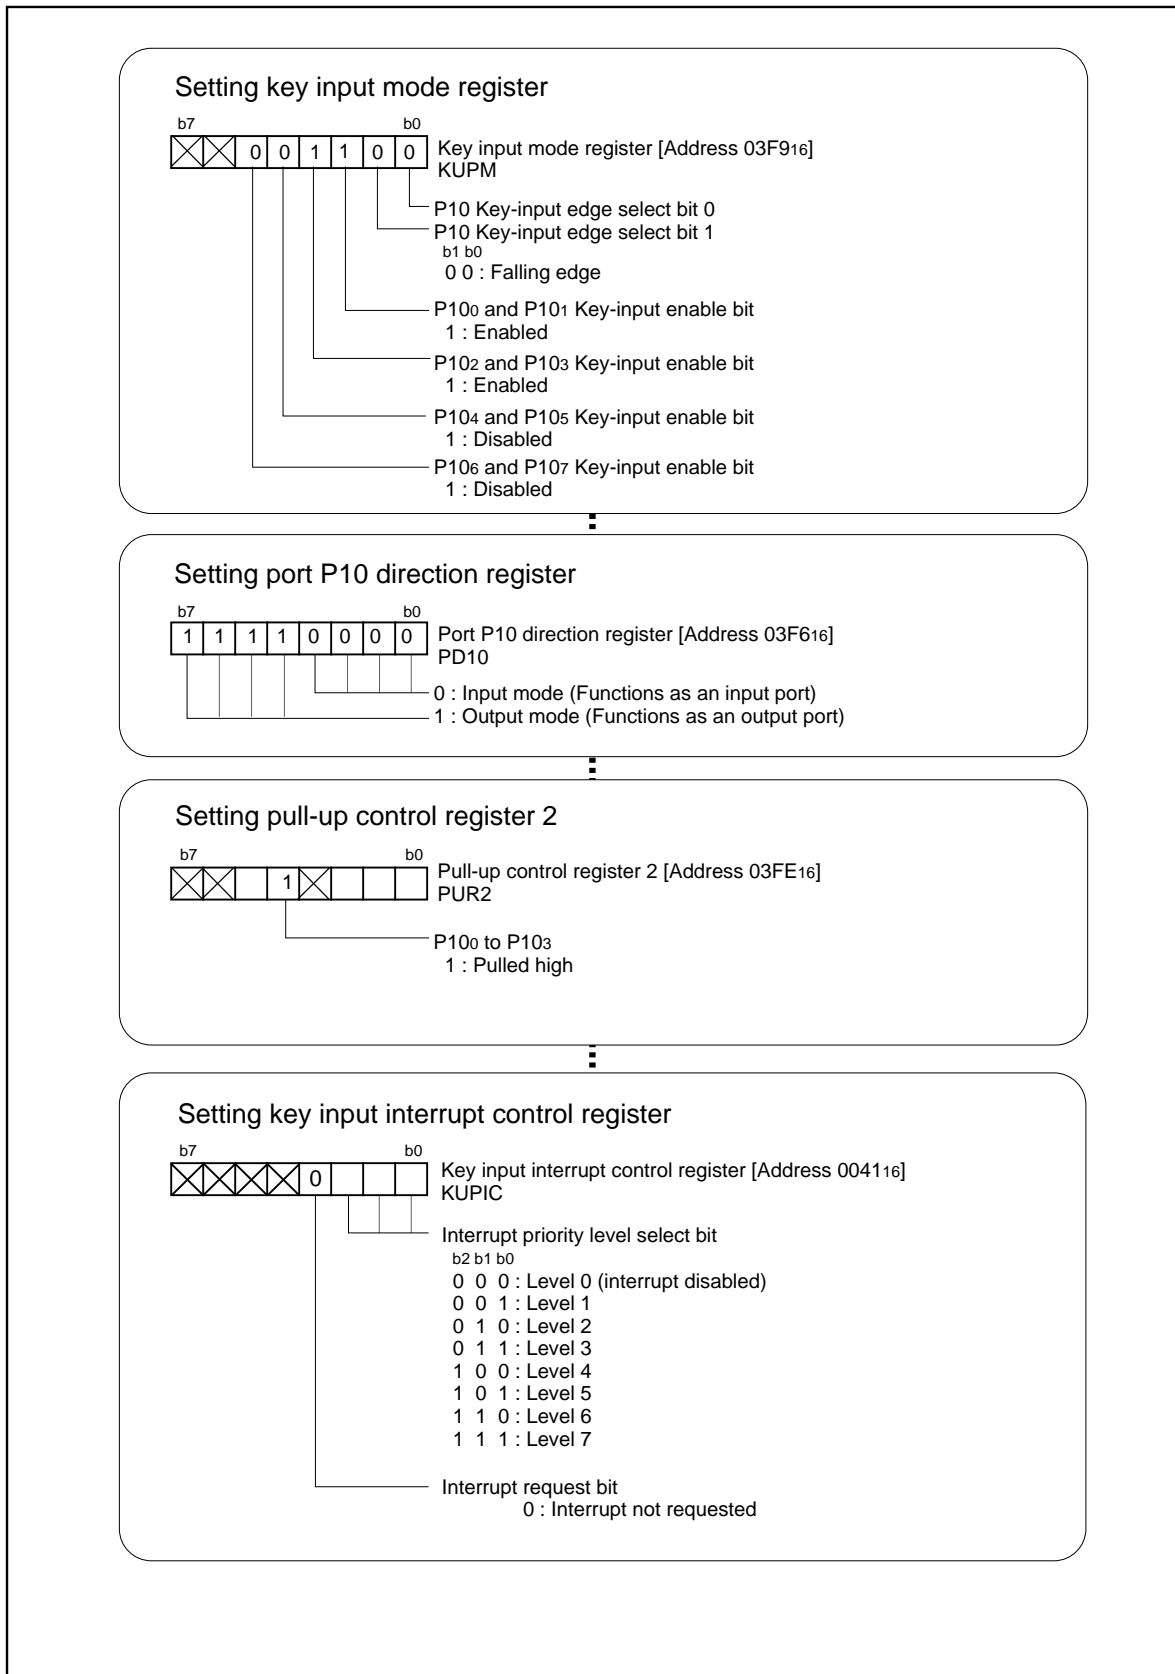 Setting key input mode register
b7 b0
0 0 1 1 0 0 Key input mode register [Address 03F916]
KUPM
P10 Key-input edge select bit 0
P10 Key-input edge select bit 1
b1 b0
0 0 : Falling edge
P100 and P101 Key-input enable bit
1 : Enabled
P102 and P103 Key-input enable bit
1 : Enabled
P104 and P105 Key-input enable bit
1 : Disabled
P106 and P107 Key-input enable bit
1 : Disabled
Setting port P10 direction register
b7 b0
1 1 1 1 0 0 0 0 Port P10 direction register [Address 03F616]
PD10
0 : Input mode (Functions as an input port)
1 : Output mode (Functions as an output port)
Setting pull-up control register 2
b7 b0
1 Pull-up control register 2 [Address 03FE16]
PUR2
P100 to P103
1 : Pulled high
Setting key input interrupt control register
b7 b0
0 Key input interrupt control register [Address 004116]
KUPIC
Interrupt priority level select bit
b2 b1 b0
0 0 0 : Level 0 (interrupt disabled)
0 0 1 : Level 1
0 1 0 : Level 2
0 1 1 : Level 3
1 0 0 : Level 4
1 0 1 : Level 5
1 1 0 : Level 6
1 1 1 : Level 7
Interrupt request bit
0 : Interrupt not requested